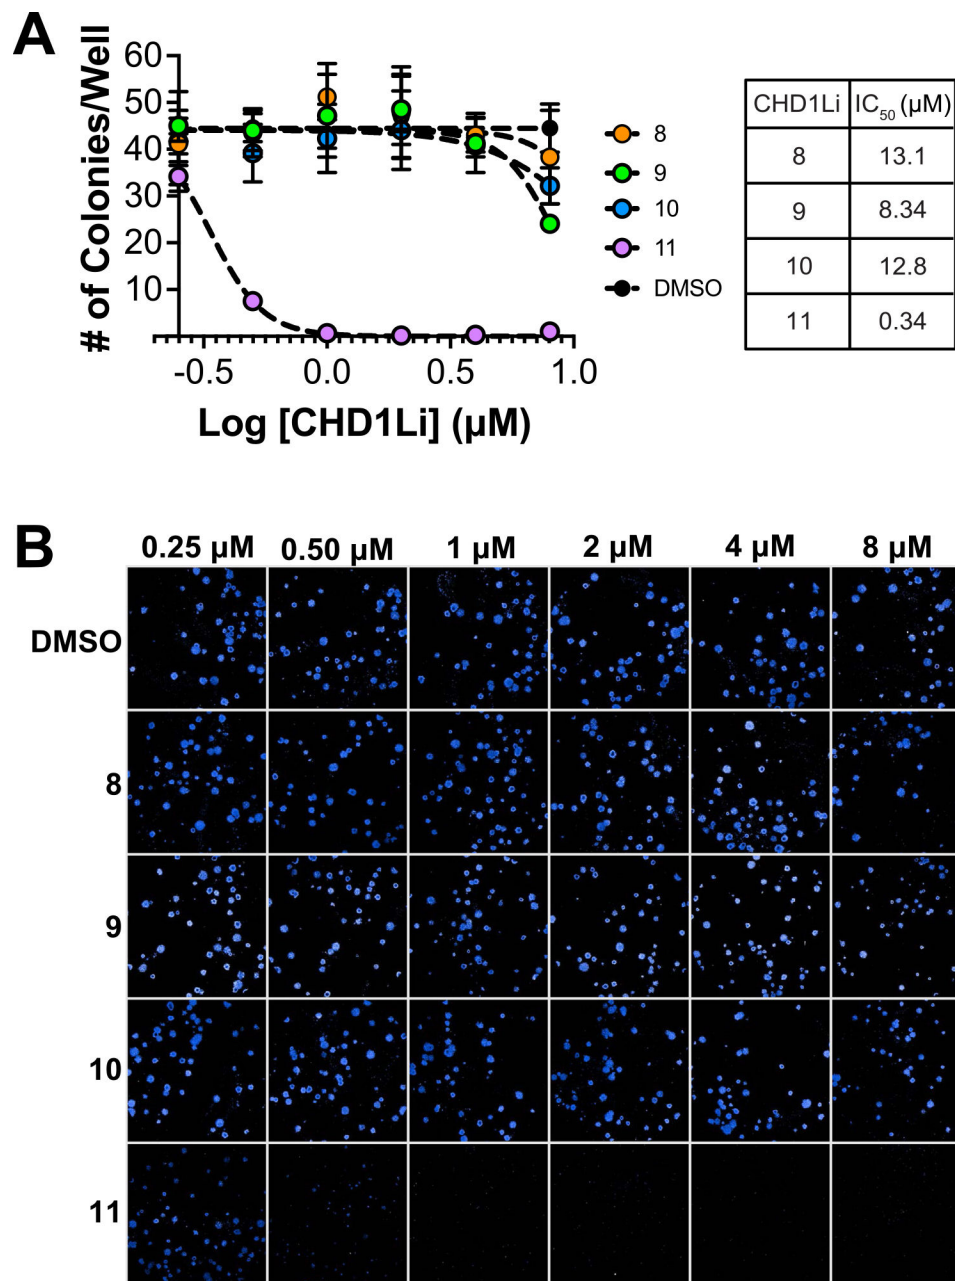 A
60
50
40
30
20
10
# of Colonies/Well
-0.5 0.0 0.5 1.0
Log [CHD1Li] (µM)
8
9
10
11
DMSO
CHD1Li IC50 (µM)
8 13.1
9 8.34
10 12.8
11 0.34
B
0.25 µM 0.50 µM 1 µM 2 µM 4 µM 8 µM
DMSO
8
9
10
11